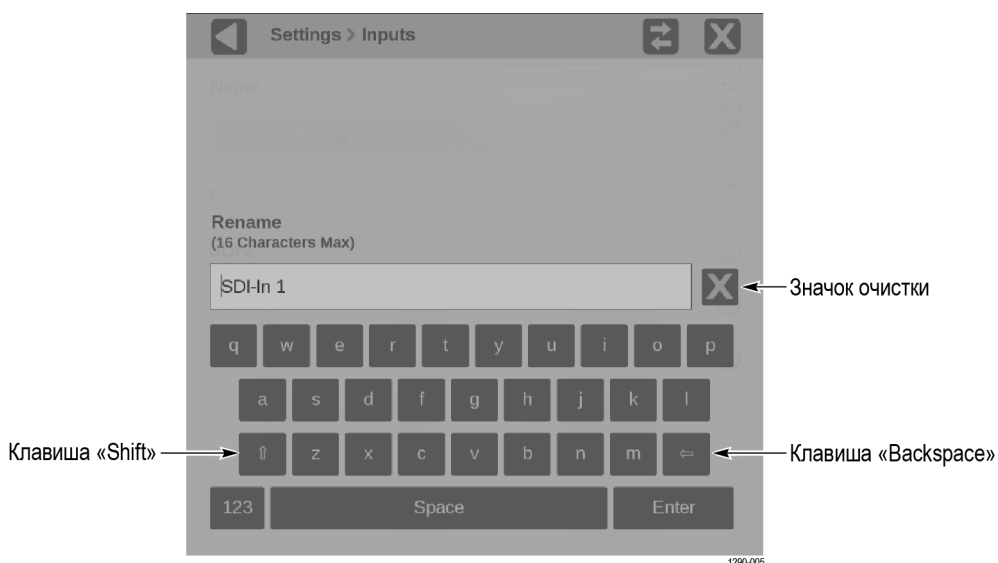 Settings > Inputs
Name
Rename
(16 Characters Max)
SDI-In 1
Значок очистки
q w e r t y u i o p
a s d f g h j k l
Клавиша «Shift»
⇧ z x c v b n m ⇦
Клавиша «Backspace»
123 Space Enter
1290-005